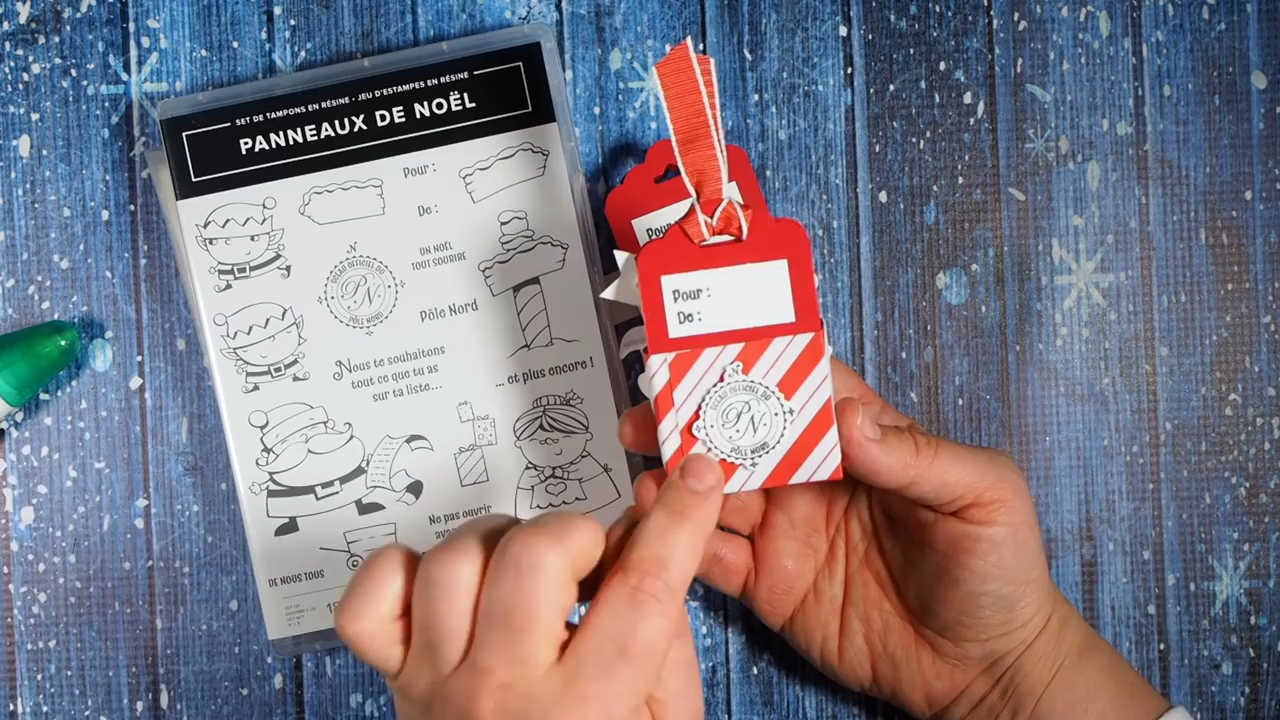 SET DE TAMPONS EN RÉSINE • JEU D'ESTAMPES EN RÉSINE
PANNEAUX DE NOËL
Pour :
De :
UN NOËL
TOUT SOURIRE
SCEAU OFFICIEL DU
PN
PÔLE NORD
Pôle Nord
Nous te souhaitons
tout ce que tu as
sur ta liste...
... et plus encore !
Ne pas ouvrir
DE NOUS TOUS
Pour :
Pour :
De :
SCEAU OFFICIEL DU
PN
PÔLE NORD